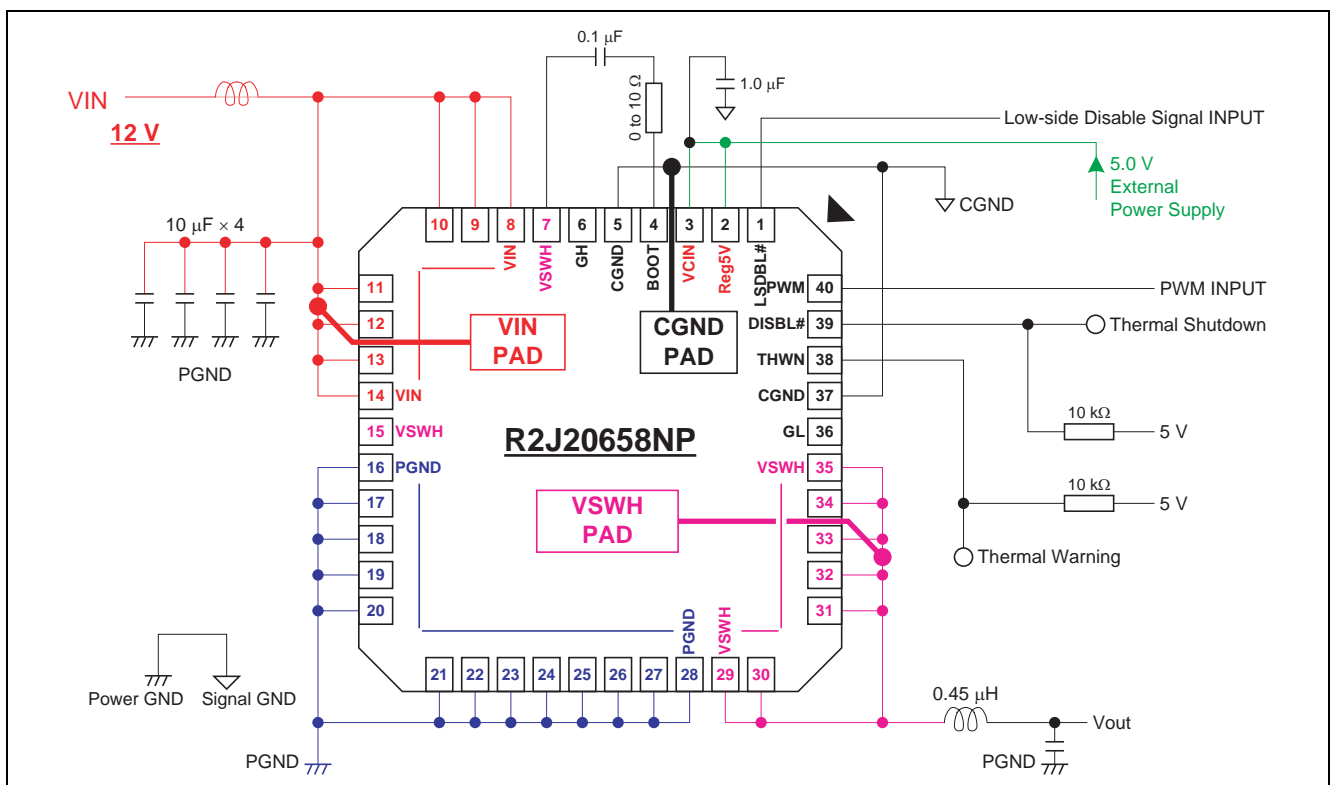 0.1 μF
1.0 μF
0 to 10 Ω
VIN
12 V
Low-side Disable Signal INPUT
5.0 V
External
Power Supply
CGND
10 μF × 4
PGND
10
9
8
7
6
5
4
3
2
1
VIN
VSWH
GH
CGND
BOOT
VCIN
Reg5V
LSDBL#
11
12
13
14 VIN
15 VSWH
16 PGND
17
18
19
20
VIN
PAD
CGND
PAD
R2J20658NP
VSWH
PAD
PWM 40
PWM INPUT
DISBL# 39
Thermal Shutdown
THWN 38
CGND 37
GL 36
10 kΩ
5 V
VSWH 35
34
10 kΩ
5 V
33
Thermal Warning
32
31
PGND
VSWH
21
22
23
24
25
26
27
28
29
30
Power GND
Signal GND
PGND
0.45 μH
Vout
PGND